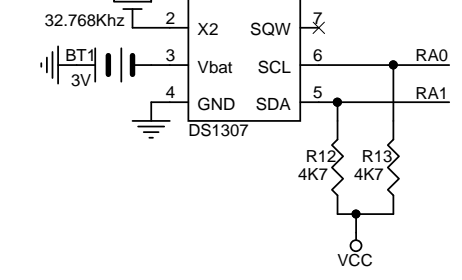 32.768Khz
2
X2
SQW
7
BT1
3V
3
Vbat
SCL
6
RA0
4
GND
SDA
5
RA1
DS1307
R12
4K7
R13
4K7
VCC